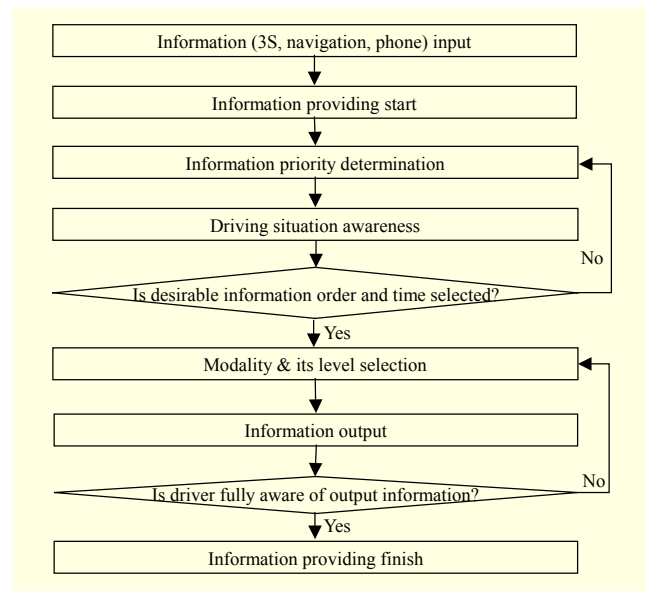 Information (3S, navigation, phone) input
Information providing start
Information priority determination
Driving situation awareness
No
Is desirable information order and time selected?
Yes
Modality & its level selection
Information output
No
Is driver fully aware of output information?
Yes
Information providing finish